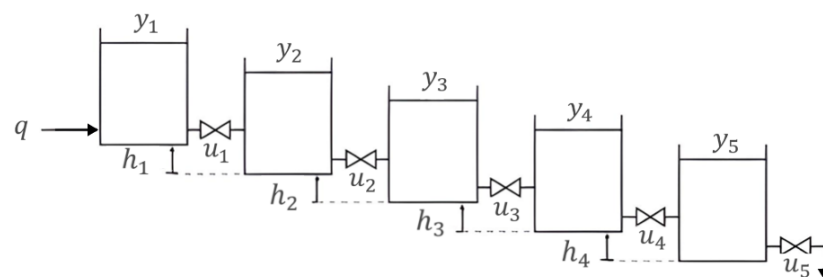 y₁
y₂
y₃
y₄
y₅
q
u₁
u₂
u₃
u₄
u₅
h₁
h₂
h₃
h₄